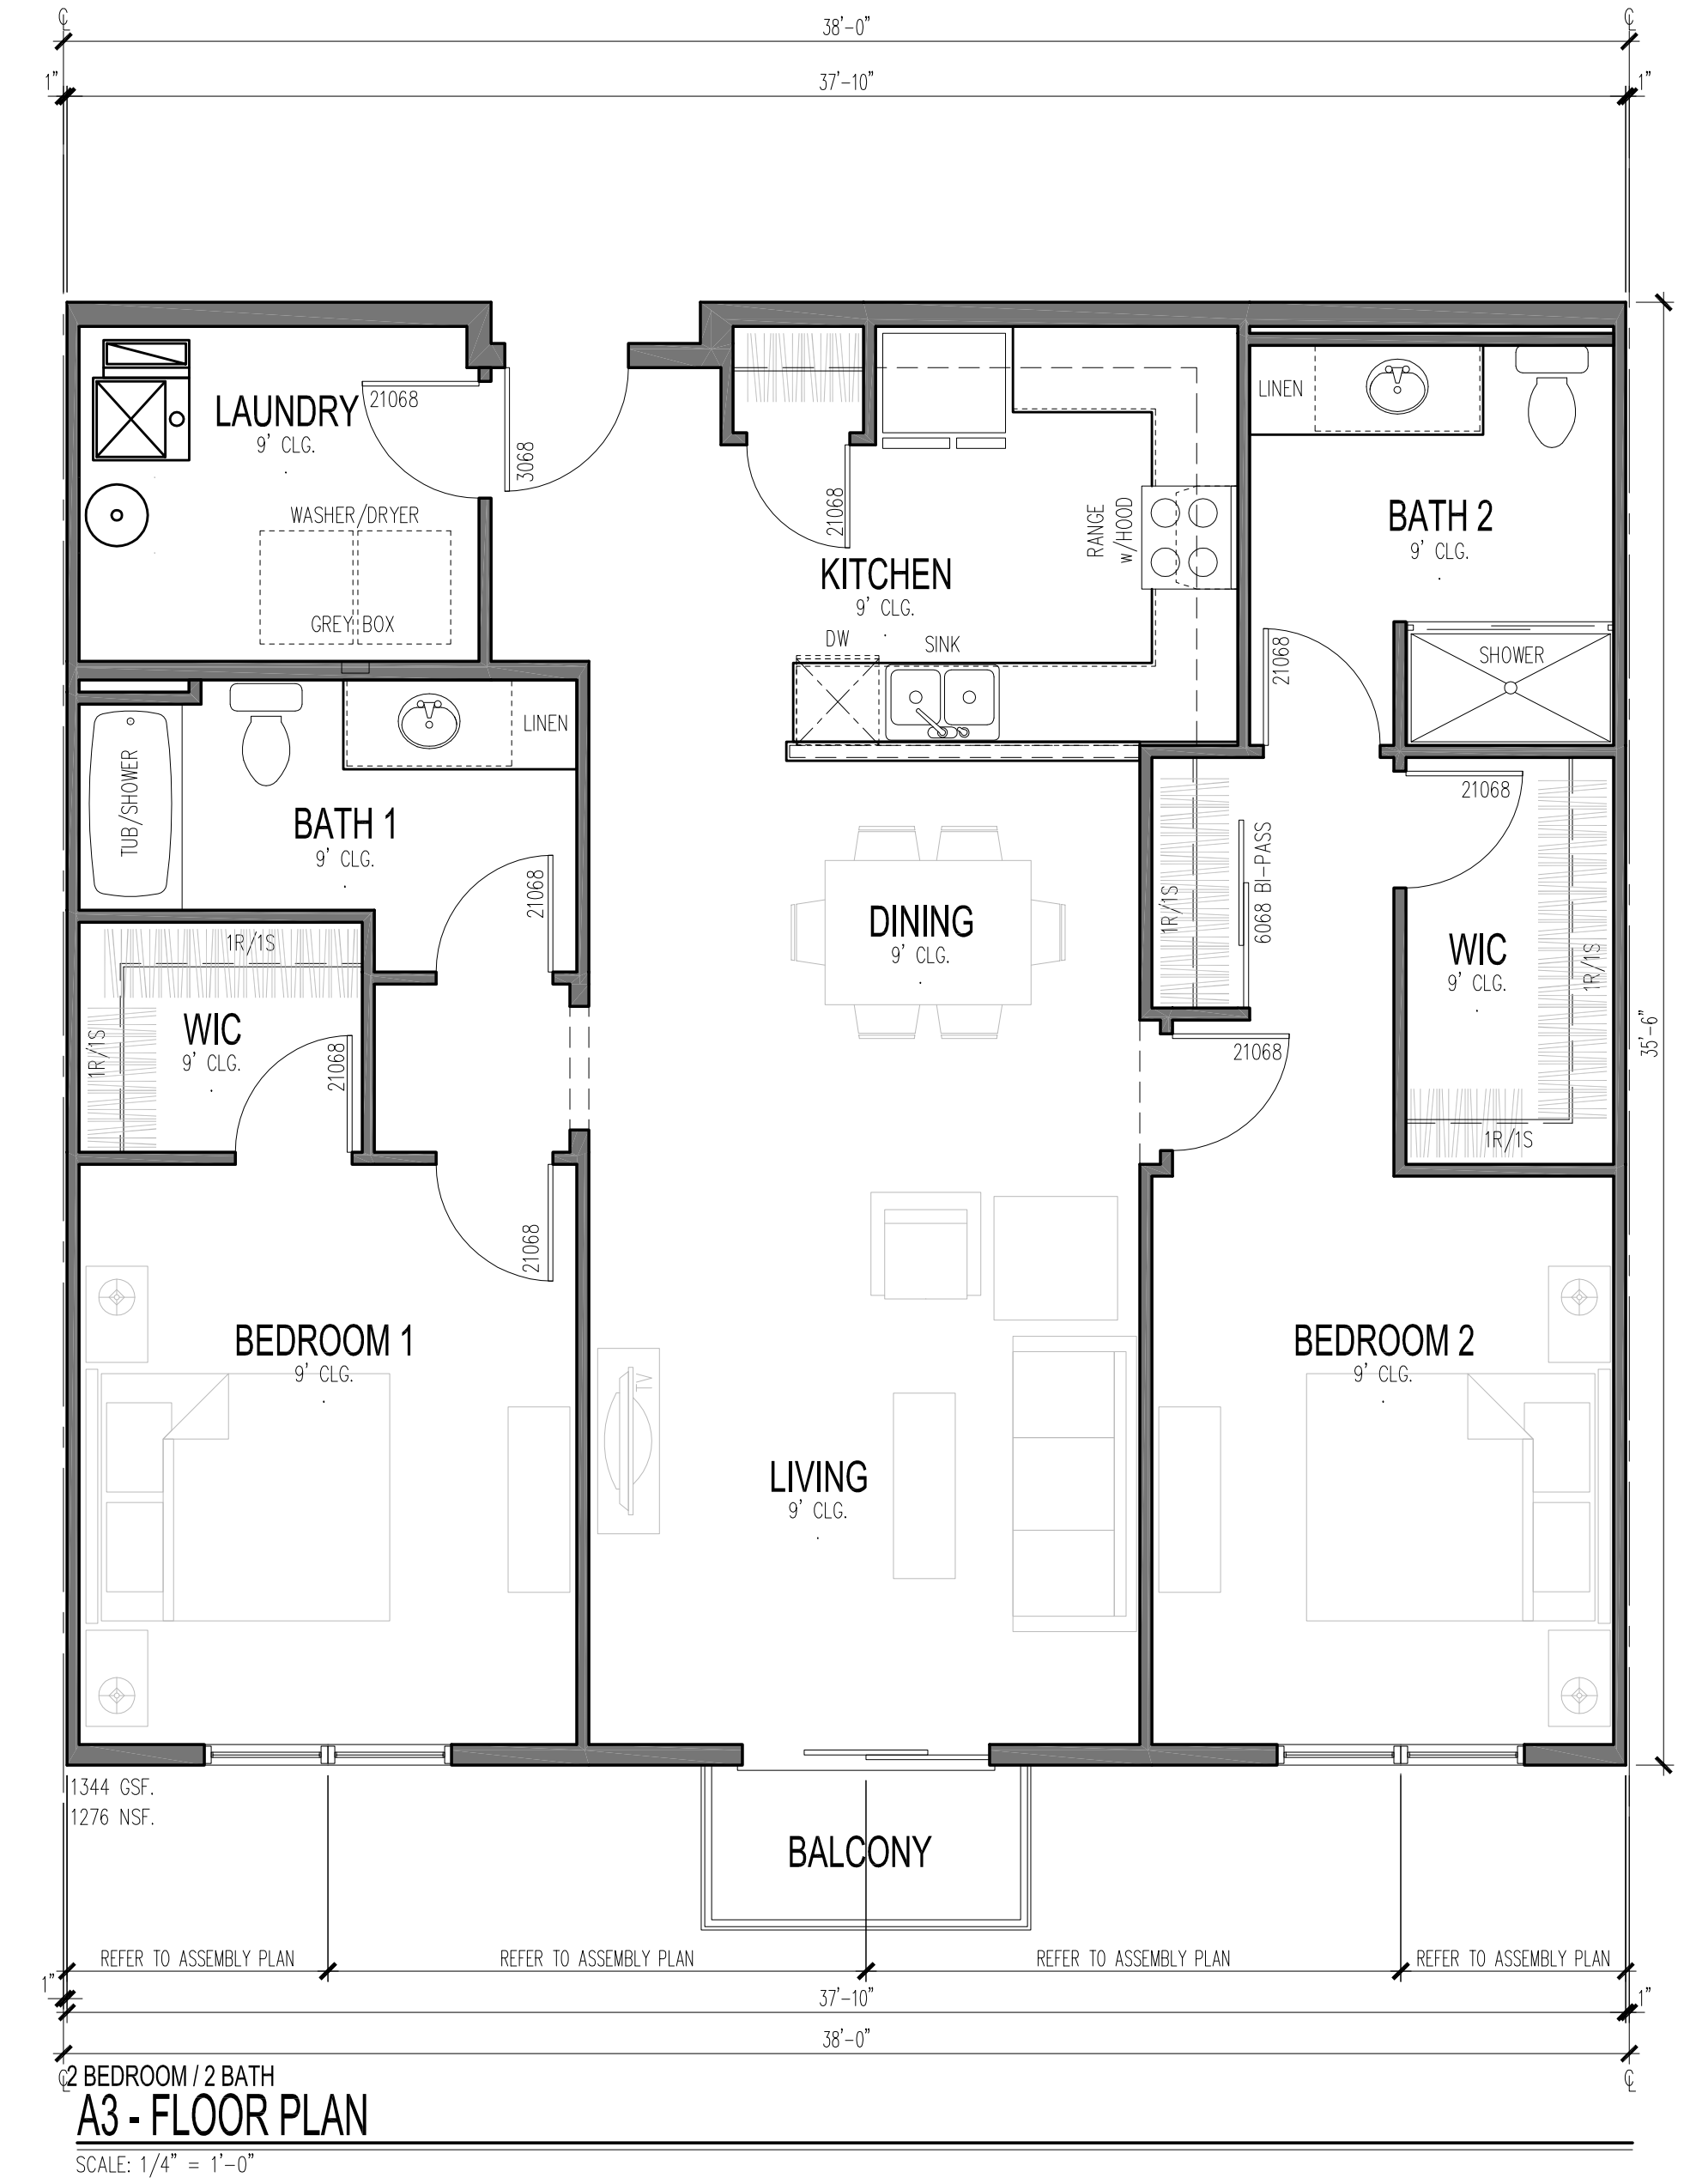 ℄ ℄
38'-0"
1" 37'-10" 1"
LAUNDRY
9' CLG.
21068
3068
WASHER/DRYER
GREY BOX
21068
KITCHEN
9' CLG.
RANGE
w/HOOD
DW
SINK
LINEN
BATH 2
9' CLG.
21068
SHOWER
LINEN
TUB/SHOWER
BATH 1
9' CLG.
21068
1R/1S
WIC
9' CLG.
1R/1S
21068
DINING
9' CLG.
1R/1S
6068 BI-PASS
21068
WIC
9' CLG.
1R/1S
1R/1S
21068
35'-6"
21068
BEDROOM 1
9' CLG.
TV
LIVING
9' CLG.
BEDROOM 2
9' CLG.
1344 GSF.
1276 NSF.
BALCONY
REFER TO ASSEMBLY PLAN REFER TO ASSEMBLY PLAN REFER TO ASSEMBLY PLAN REFER TO ASSEMBLY PLAN
1" 37'-10" 1"
38'-0"
℄ ℄
2 BEDROOM / 2 BATH
A3 - FLOOR PLAN
SCALE: 1/4" = 1'-0"